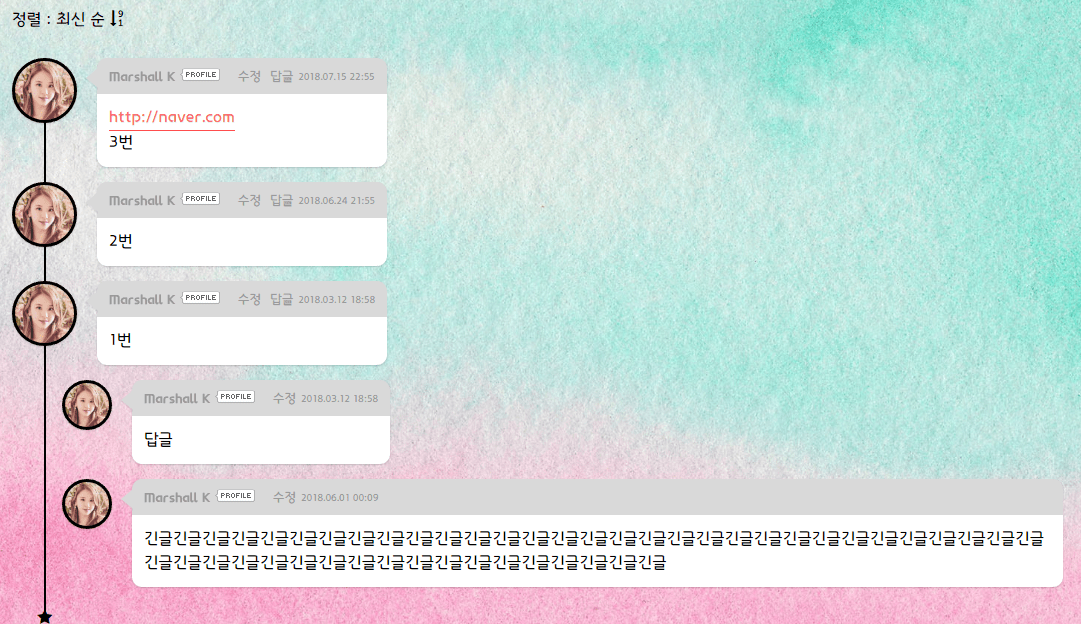 정렬 : 최신 순 9 1
Marshall K PROFILE 수정 답글 2018.07.15 22:55
http://naver.com
3번
Marshall K PROFILE 수정 답글 2018.06.24 21:55
2번
Marshall K PROFILE 수정 답글 2018.03.12 18:58
1번
Marshall K PROFILE 수정 2018.03.12 18:58
답글
Marshall K PROFILE 수정 2018.06.01 00:09
긴글긴글긴글긴글긴글긴글긴글긴글긴글긴글긴글긴글긴글긴글긴글긴글긴글긴글긴글긴글긴글긴글긴글긴글긴글긴글긴글긴글긴글긴글긴글
긴글긴글긴글긴글긴글긴글긴글긴글긴글긴글긴글긴글긴글긴글긴글긴글긴글긴글